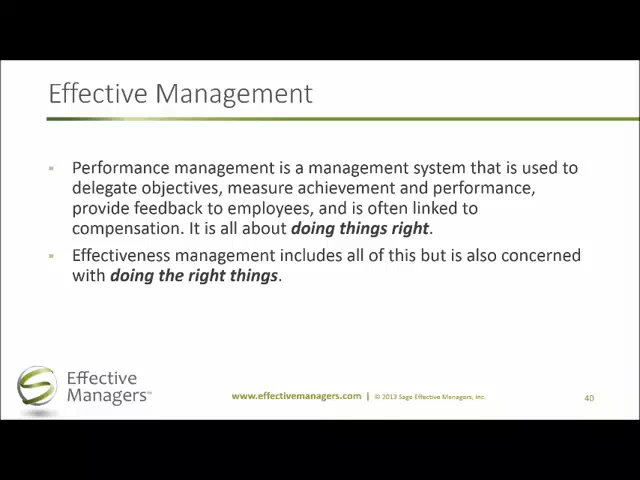 Effective Management
▪ Performance management is a management system that is used to
delegate objectives, measure achievement and performance,
provide feedback to employees, and is often linked to
compensation. It is all about doing things right.
▪ Effectiveness management includes all of this but is also concerned
with doing the right things.
Effective
Managers
www.effectivemanagers.com | © 2013 Sage Effective Managers, Inc.
40